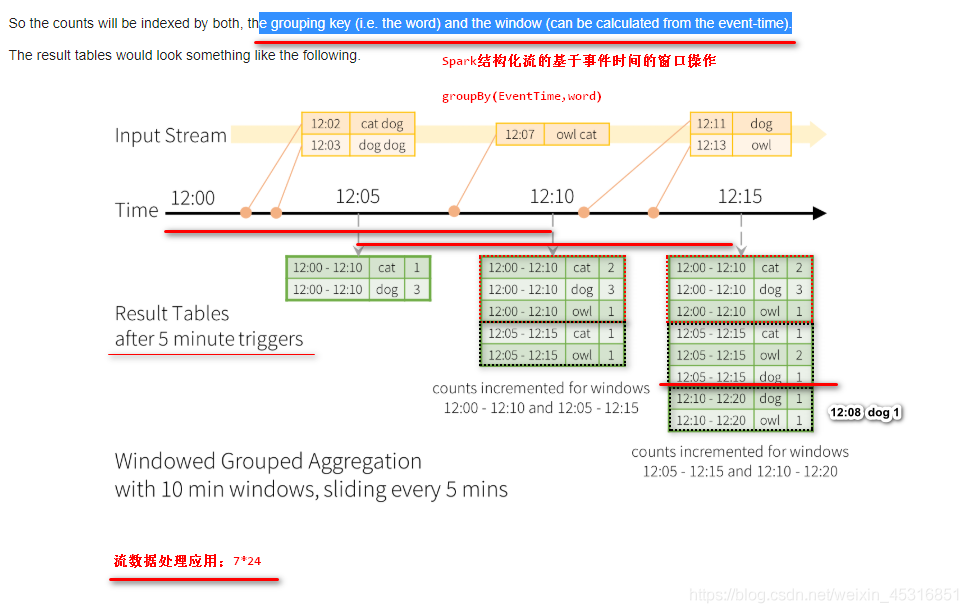 So the counts will be indexed by both, the grouping key (i.e. the word) and the window (can be calculated from the event-time).
The result tables would look something like the following.
Spark结构化流的基于事件时间的窗口操作
groupBy(EventTime,word)
Input Stream
12:02 cat dog
12:03 dog dog
12:07 owl cat
12:11 dog
12:13 owl
Time
12:00
12:05
12:10
12:15
Result Tables
after 5 minute triggers
12:00 - 12:10 cat 1
12:00 - 12:10 dog 3
12:00 - 12:10 cat 2
12:00 - 12:10 dog 3
12:00 - 12:10 owl 1
12:05 - 12:15 cat 1
12:05 - 12:15 owl 1
counts incremented for windows
12:00 - 12:10 and 12:05 - 12:15
12:00 - 12:10 cat 2
12:00 - 12:10 dog 3
12:00 - 12:10 owl 1
12:05 - 12:15 cat 1
12:05 - 12:15 owl 2
12:05 - 12:15 dog 1
12:10 - 12:20 dog 1
12:10 - 12:20 owl 1
12:08 dog 1
counts incremented for windows
12:05 - 12:15 and 12:10 - 12:20
Windowed Grouped Aggregation
with 10 min windows, sliding every 5 mins
流数据处理应用：7*24
https://blog.csdn.net/weixin_45316851